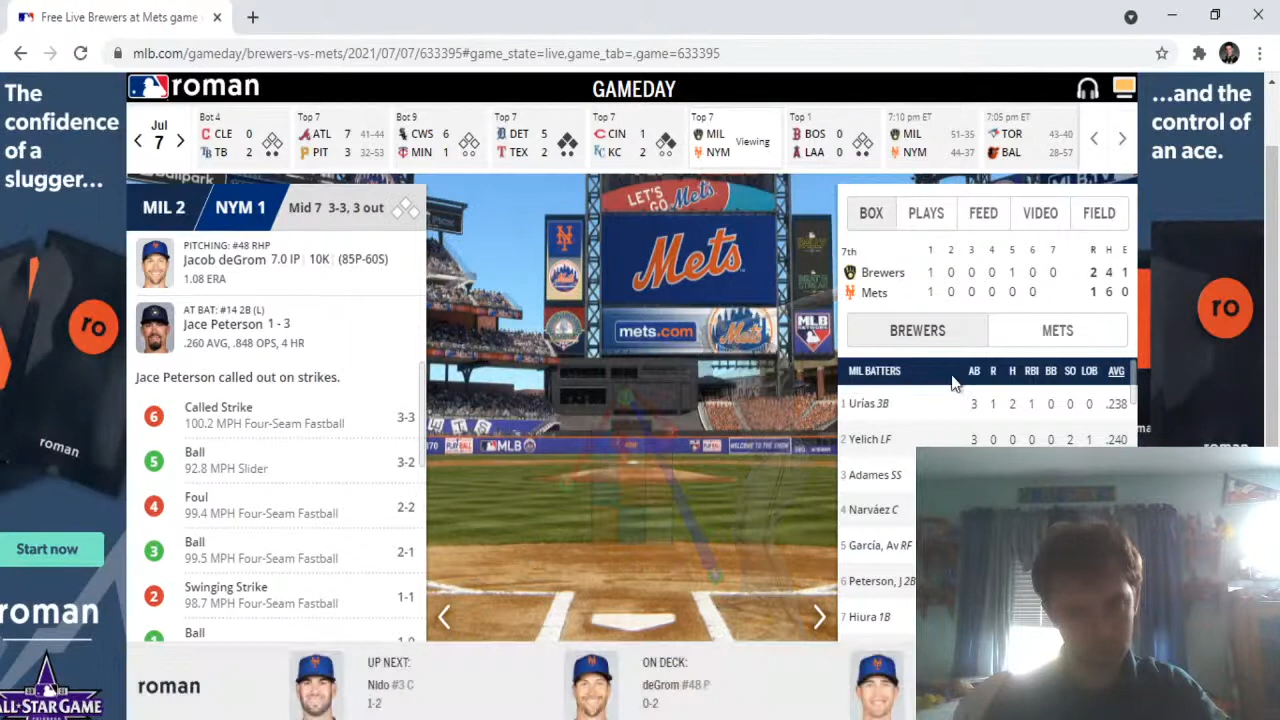 Free Live Brewers at Mets game
mlb.com/gameday/brewers-vs-mets/2021/07/07/633395#game_state=live,game_tab=,game=633395
roman
GAMEDAY
Jul
7
Bot 4
CLE 0
TB 2
Top 7
ATL 7 41-44
PIT 3 32-53
Bot 9
CWS 6
MIN 1
Top 7
DET 5
TEX 2
Top 7
CIN 1
KC 2
Top 7
MIL
NYM
Viewing
Top 1
BOS 0
LAA 0
7:10 pm ET
MIL 51-35
NYM 44-37
7:05 pm ET
TOR 43-40
BAL 28-57
The
confidence
of a
slugger…
ro
roman
Start now
roman
ALL-STAR GAME
MIL 2
NYM 1
Mid 7 3-3, 3 out
PITCHING: #48 RHP
Jacob deGrom 7.0 IP | 10K | (85P-60S)
1.08 ERA
AT BAT: #14 2B (L)
Jace Peterson 1 - 3
.260 AVG, .848 OPS, 4 HR
Jace Peterson called out on strikes.
6 Called Strike
100.2 MPH Four-Seam Fastball 3-3
5 Ball
92.8 MPH Slider 3-2
4 Foul
99.4 MPH Four-Seam Fastball 2-2
3 Ball
99.5 MPH Four-Seam Fastball 2-1
2 Swinging Strike
98.7 MPH Four-Seam Fastball 1-1
Ball
1-0
LET'S
GO Mets
Mets
mets.com
MLB
PLAY BALL
MLB
WELCOME TO THE SHOW
BOX
PLAYS
FEED
VIDEO
FIELD
7th 1 2 3 4 5 6 7 R H E
Brewers 1 0 0 0 1 0 0 2 4 1
Mets 1 0 0 0 0 0 1 6 0
BREWERS
METS
MIL BATTERS AB R H RBI BB SO LOB AVG
1 Urías 3B 3 1 2 1 0 0 0 .238
2 Yelich LF 3 0 0 0 0 2 1 .240
3 Adames SS
4 Narváez C
5 García, Av RF
6 Peterson, J 2B
7 Hiura 1B
…and the
control of
an ace.
ro
roman
roman
UP NEXT:
Nido #3 C
1-2
ON DECK:
deGrom #48 P
0-2